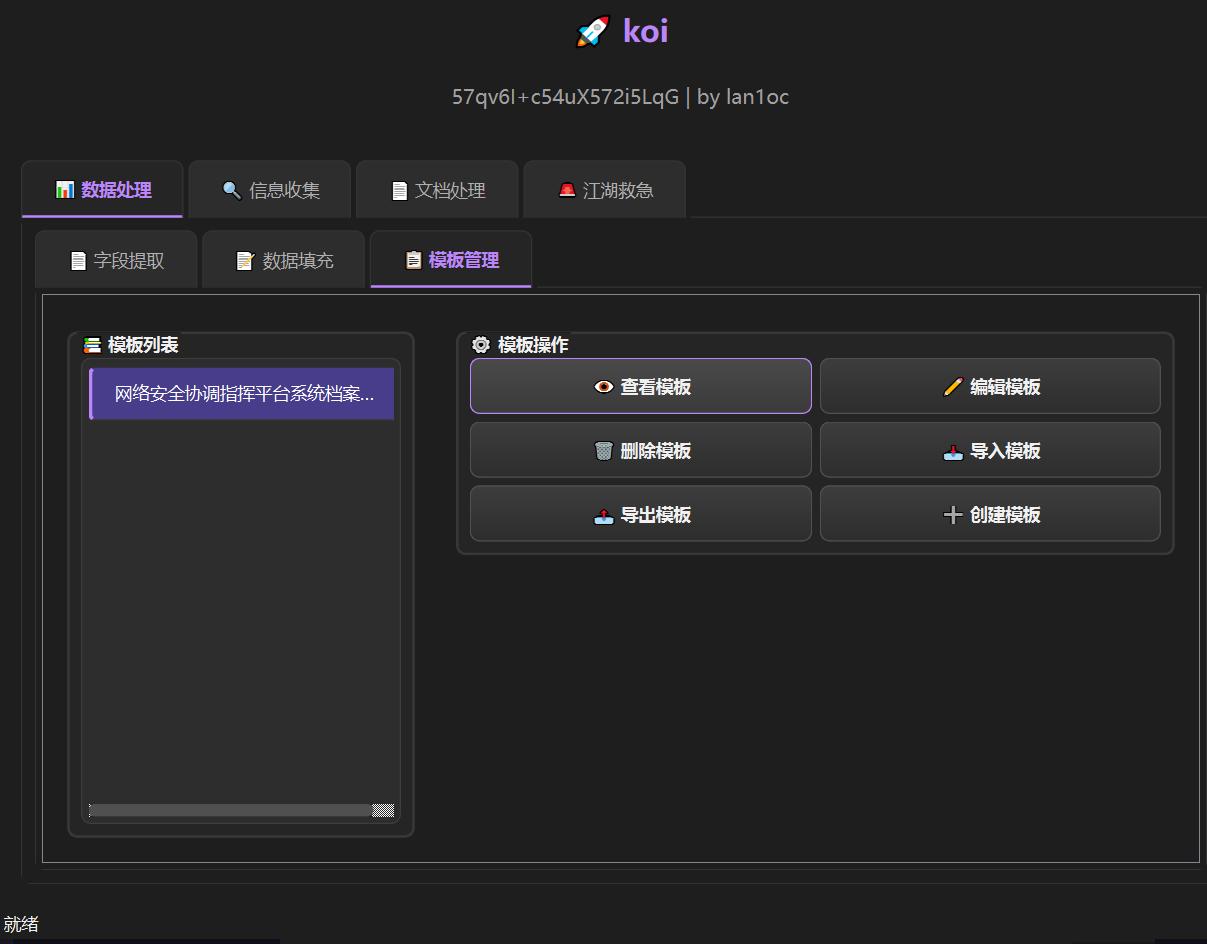 🚀 koi
57qv6I+c54uX572i5LqG | by lan1oc
📊 数据处理 🔍 信息收集 📄 文档处理 🚨 江湖救急
📄 字段提取 📝 数据填充 📋 模板管理
📚 模板列表
网络安全协调指挥平台系统档案...
⚙️ 模板操作
👁️ 查看模板 ✏️ 编辑模板
🗑️ 删除模板 📥 导入模板
📤 导出模板 ➕ 创建模板
就绪